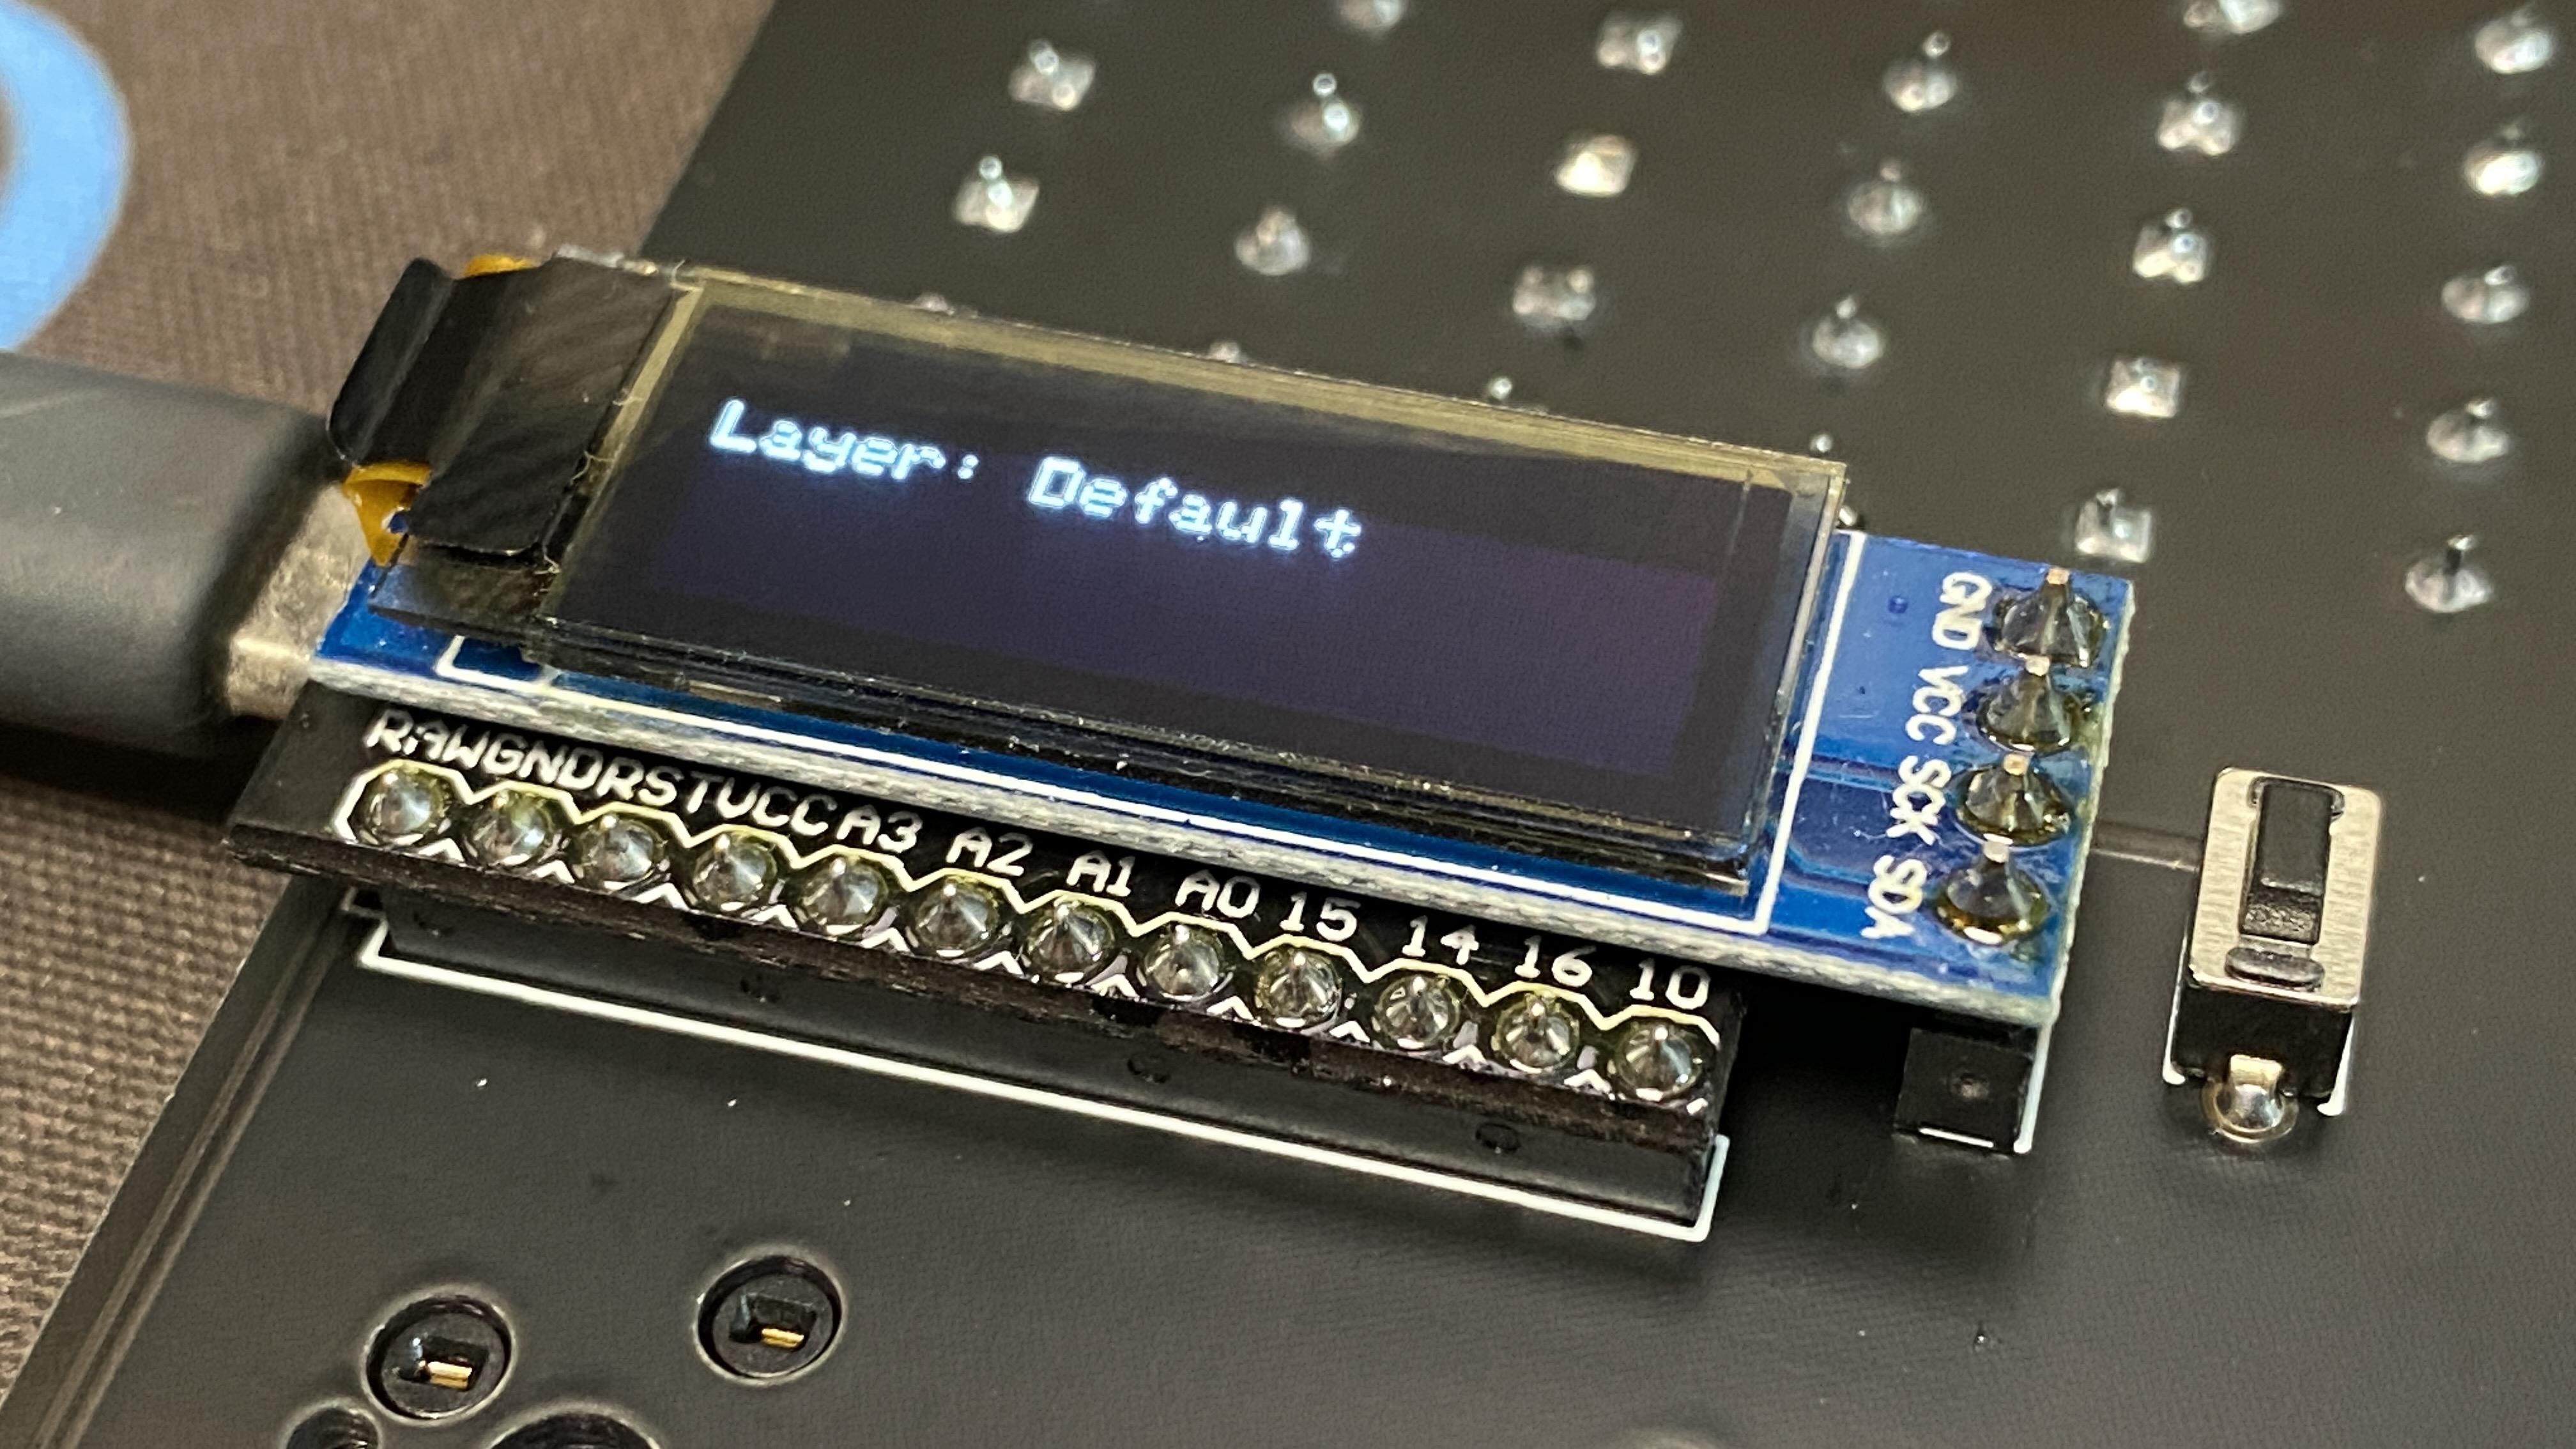 Layer: Default
GND VCC SCK SDA
RAW GND RST VCC A3 A2 A1 A0 15 14 16 10